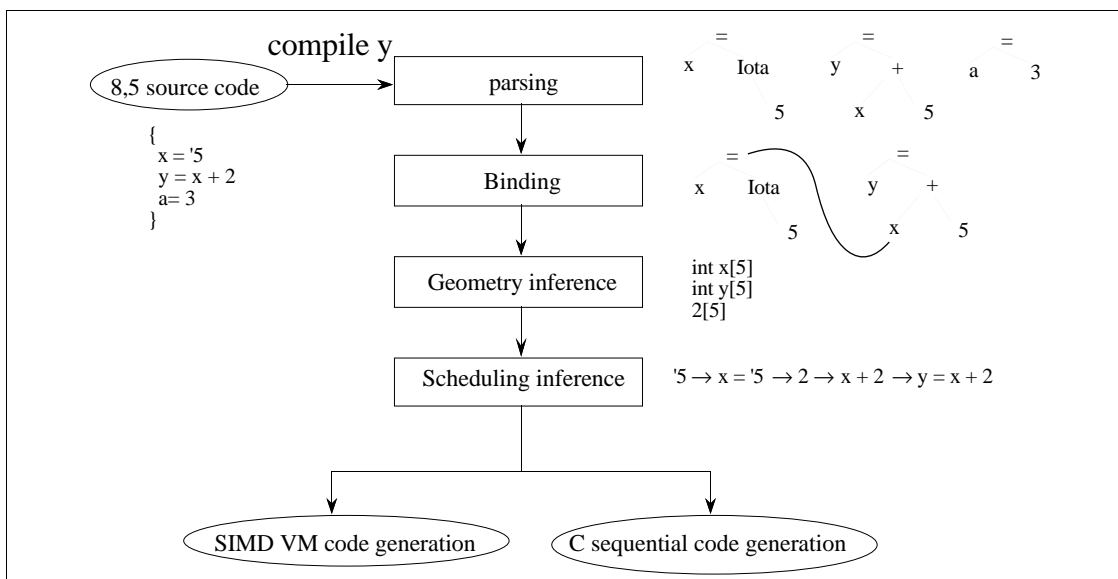 compile y
8,5 source code
{
x = '5
y = x + 2
a= 3
}
parsing
=
x Iota
5
=
y +
x 5
=
a 3
Binding
=
x Iota
5
=
y +
x 5
Geometry inference
int x[5]
int y[5]
2[5]
Scheduling inference
'5 → x = '5 → 2 → x + 2 → y = x + 2
SIMD VM code generation
C sequential code generation